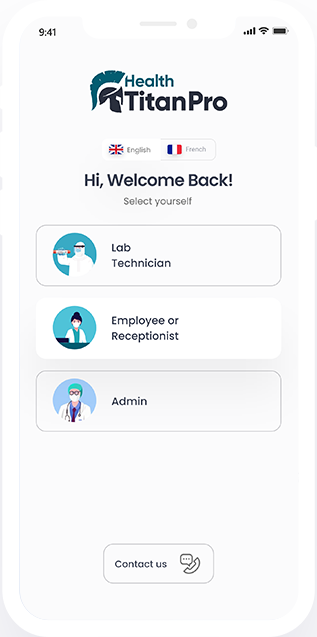 9:41
Health
TitanPro
English French
Hi, Welcome Back!
Select yourself
Lab
Technician
Employee or
Receptionist
Admin
Contact us